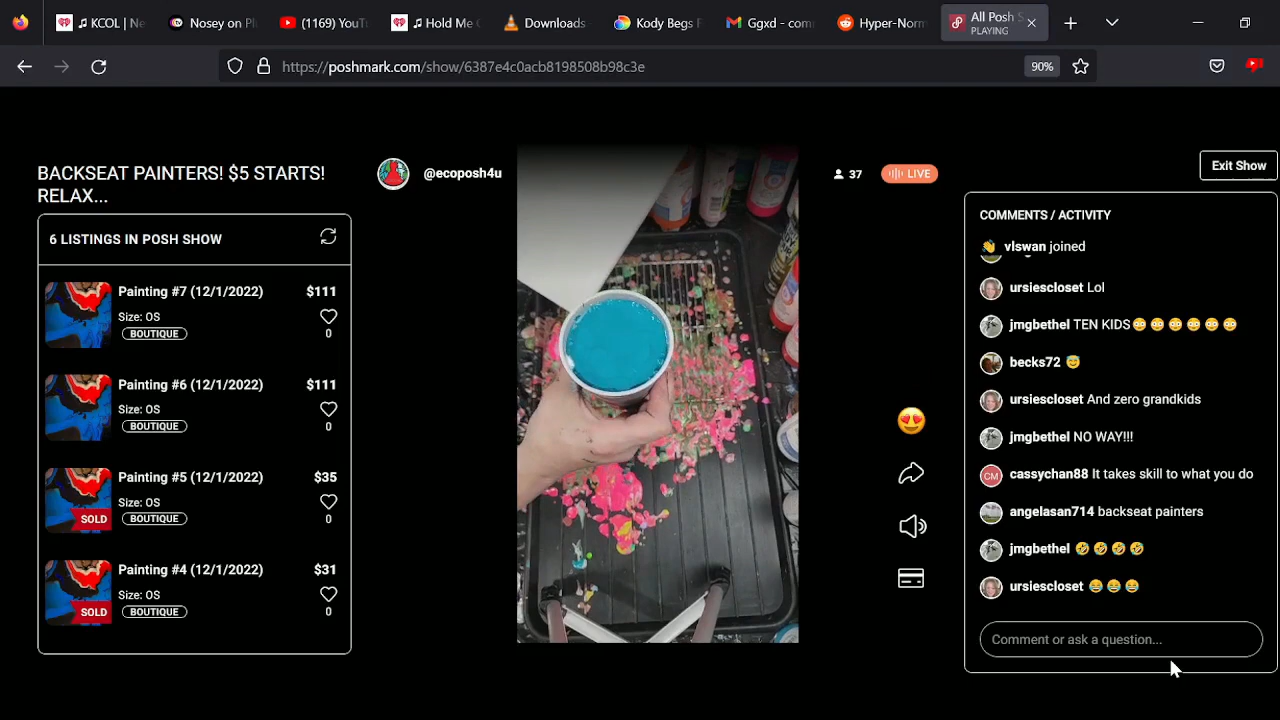 ♫ KCOL | Ne
Nosey on Pl
(1169) YouT
♫ Hold Me C
Downloads
Kody Begs F
Ggxd - com
Hyper-Norm
All Posh S
PLAYING
https://poshmark.com/show/6387e4c0acb8198508b98c3e
90%
BACKSEAT PAINTERS! $5 STARTS!
RELAX...
6 LISTINGS IN POSH SHOW
Painting #7 (12/1/2022) $111
Size: OS
BOUTIQUE 0
Painting #6 (12/1/2022) $111
Size: OS
BOUTIQUE 0
Painting #5 (12/1/2022) $35
Size: OS
SOLD BOUTIQUE 0
Painting #4 (12/1/2022) $31
Size: OS
SOLD BOUTIQUE 0
@ecoposh4u
37 LIVE
Exit Show
COMMENTS / ACTIVITY
vlswan joined
ursiescloset Lol
jmgbethel TEN KIDS😳😳😳😳😳😳
becks72 😇
ursiescloset And zero grandkids
jmgbethel NO WAY!!!
CM cassychan88 It takes skill to what you do
angelasan714 backseat painters
jmgbethel 🤣🤣🤣🤣
ursiescloset 😂😂😂
Comment or ask a question...